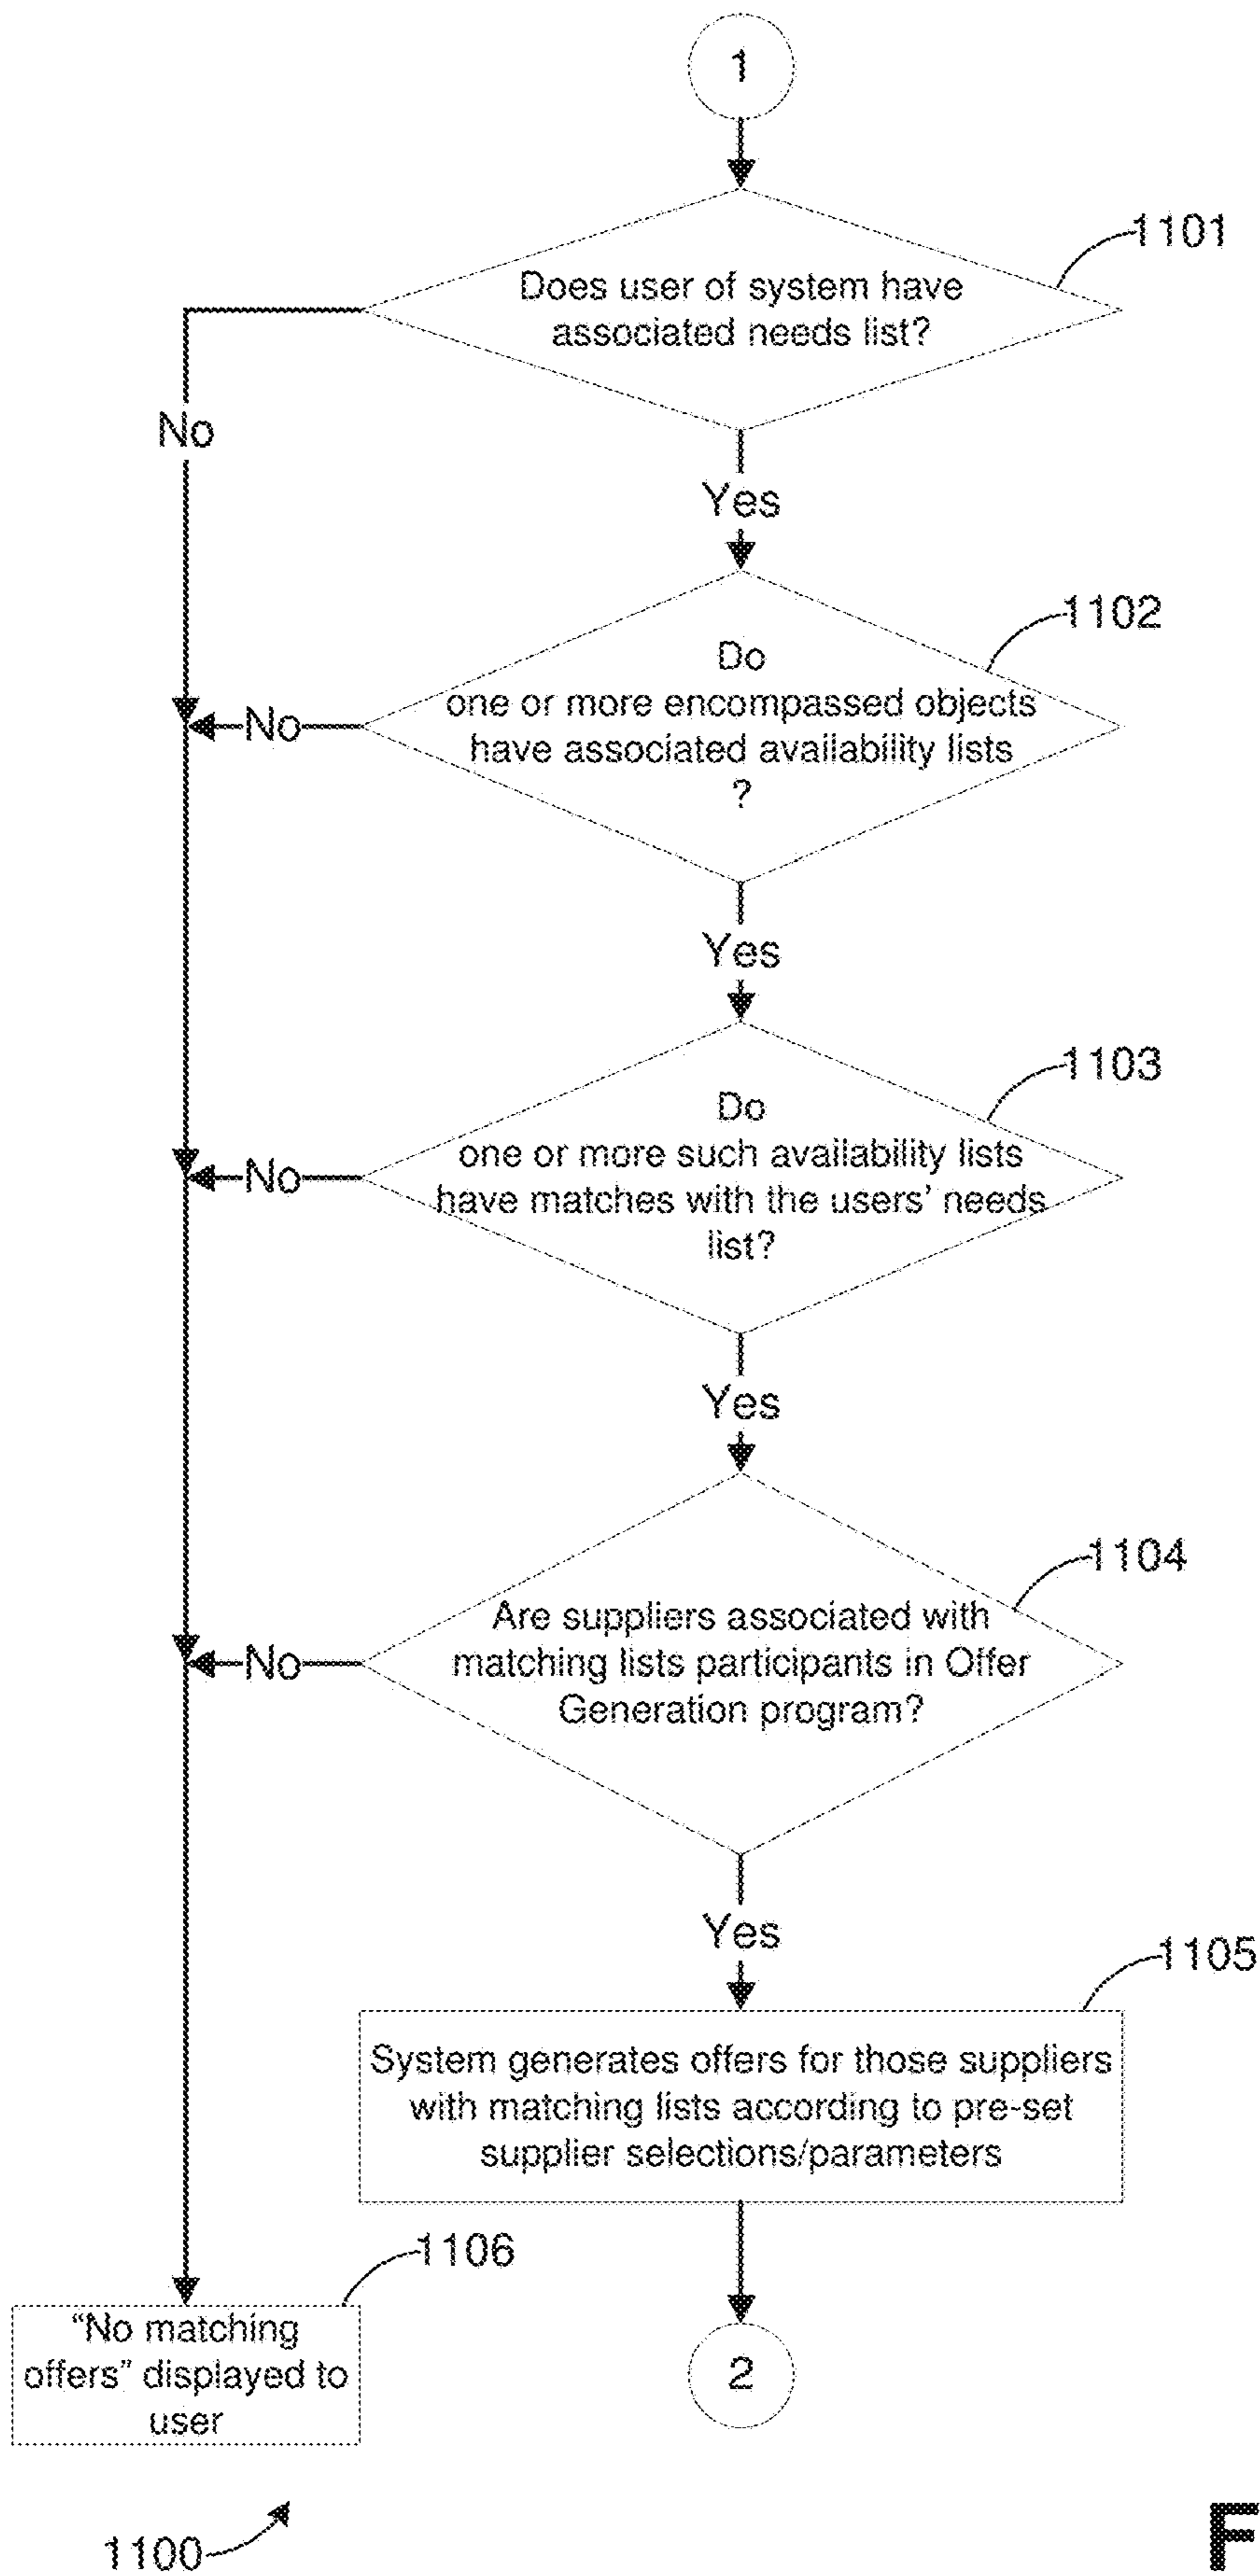 1
1101
Does user of system have
associated needs list?
No
Yes
1102
Do
one or more encompassed objects
have associated availability lists
?
No
Yes
1103
Do
one or more such availability lists
have matches with the users' needs
list?
No
Yes
1104
Are suppliers associated with
matching lists participants in Offer
Generation program?
No
Yes
1105
System generates offers for those suppliers
with matching lists according to pre-set
supplier selections/parameters
1106
“No matching
offers” displayed to
user
2
1100
F